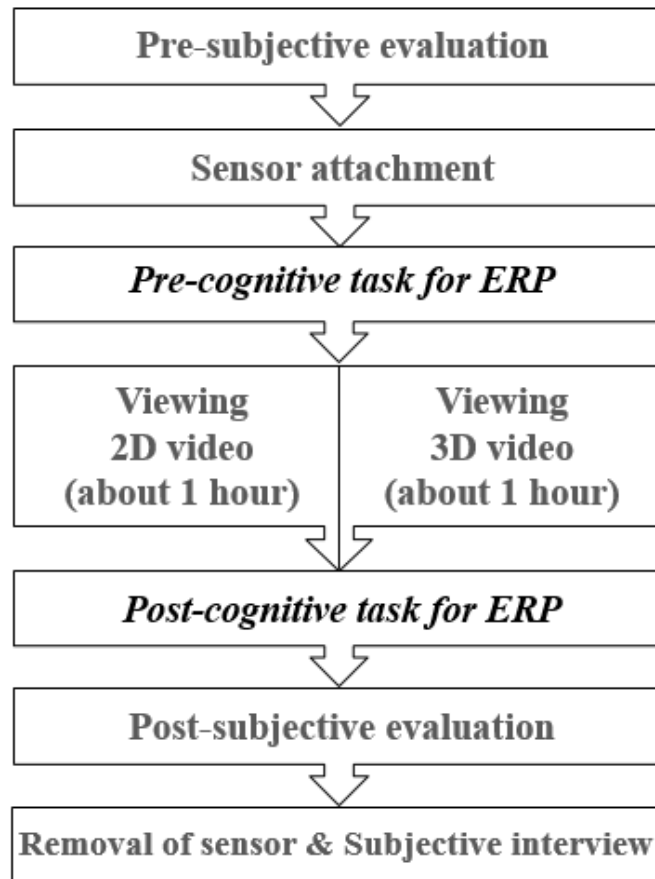 Pre-subjective evaluation
Sensor attachment
Pre-cognitive task for ERP
Viewing
2D video
(about 1 hour)
Viewing
3D video
(about 1 hour)
Post-cognitive task for ERP
Post-subjective evaluation
Removal of sensor & Subjective interview